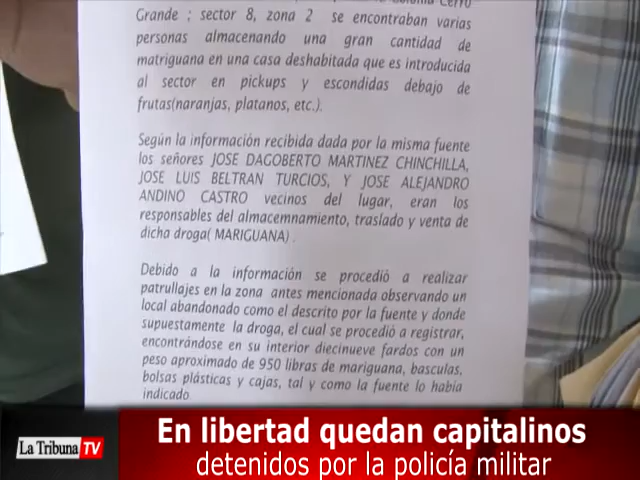 Colonia Cerro
Grande ; sector 8, zona 2 se encontraban varias
personas almacenando una gran cantidad de
matriguana en una casa deshabitada que es introducida
al sector en pickups y escondidas debajo de
frutas(naranjas, platanos, etc.).
Según la información recibida dada por la misma fuente
los señores JOSE DAGOBERTO MARTINEZ CHINCHILLA,
JOSE LUIS BELTRAN TURCIOS, Y JOSE ALEJANDRO
ANDINO CASTRO vecinos del lugar, eran los
responsables del almacemnamiento, traslado y venta de
dicha droga( MARIGUANA) .
Debido a la información se procedió a realizar
patrullajes en la zona antes mencionada observando un
local abandonado como el descrito por la fuente y donde
supuestamente la droga, el cual se procedió a registrar,
encontrándose en su interior diecinueve fardos con un
peso aproximado de 950 libras de mariguana, basculas,
bolsas plásticas y cajas, tal y como la fuente lo había
indicado
La Tribuna TV
En libertad quedan capitalinos
detenidos por la policía militar